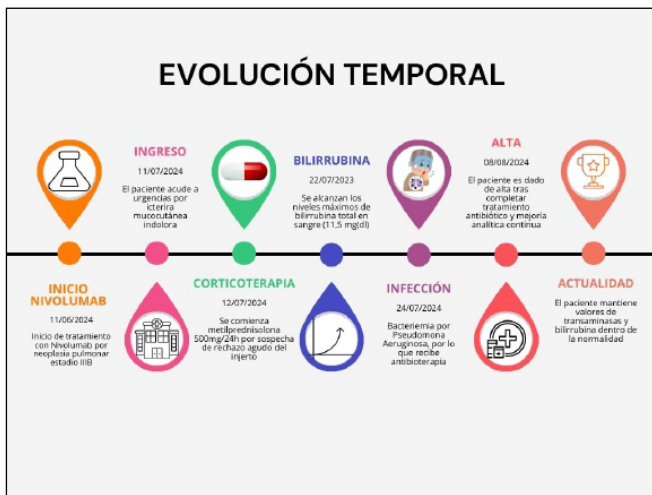 EVOLUCIÓN TEMPORAL
INICIO
NIVOLUMAB
11/06/2024
Inicio de tratamiento
con Nivolumab por
neoplasia pulmonar
estadio IIIB
INGRESO
11/07/2024
El paciente acude a
urgencias por
icterira
mucocutánea
indolora
CORTICOTERAPIA
12/07/2024
Se comienza
metilprednisolona
500mg/24h por sospecha
de rechazo agudo del
injerto
BILIRRUBINA
22/07/2023
Se alcanzan los
niveles máximos de
bilirrubina total en
sangre (11,5 mg(dl)
INFECCIÓN
24/07/2024
Bacteriemia por
Pseudomona
Aeruginosa, por lo
que recibe
antibioterapia
ALTA
08/08/2024
El paciente es dado
de alta tras
completar
tratamiento
antibiótico y mejoría
analítica contínua
ACTUALIDAD
El paciente mantiene
valores de
transaminasas y
bilirrubina dentro de
la normalidad